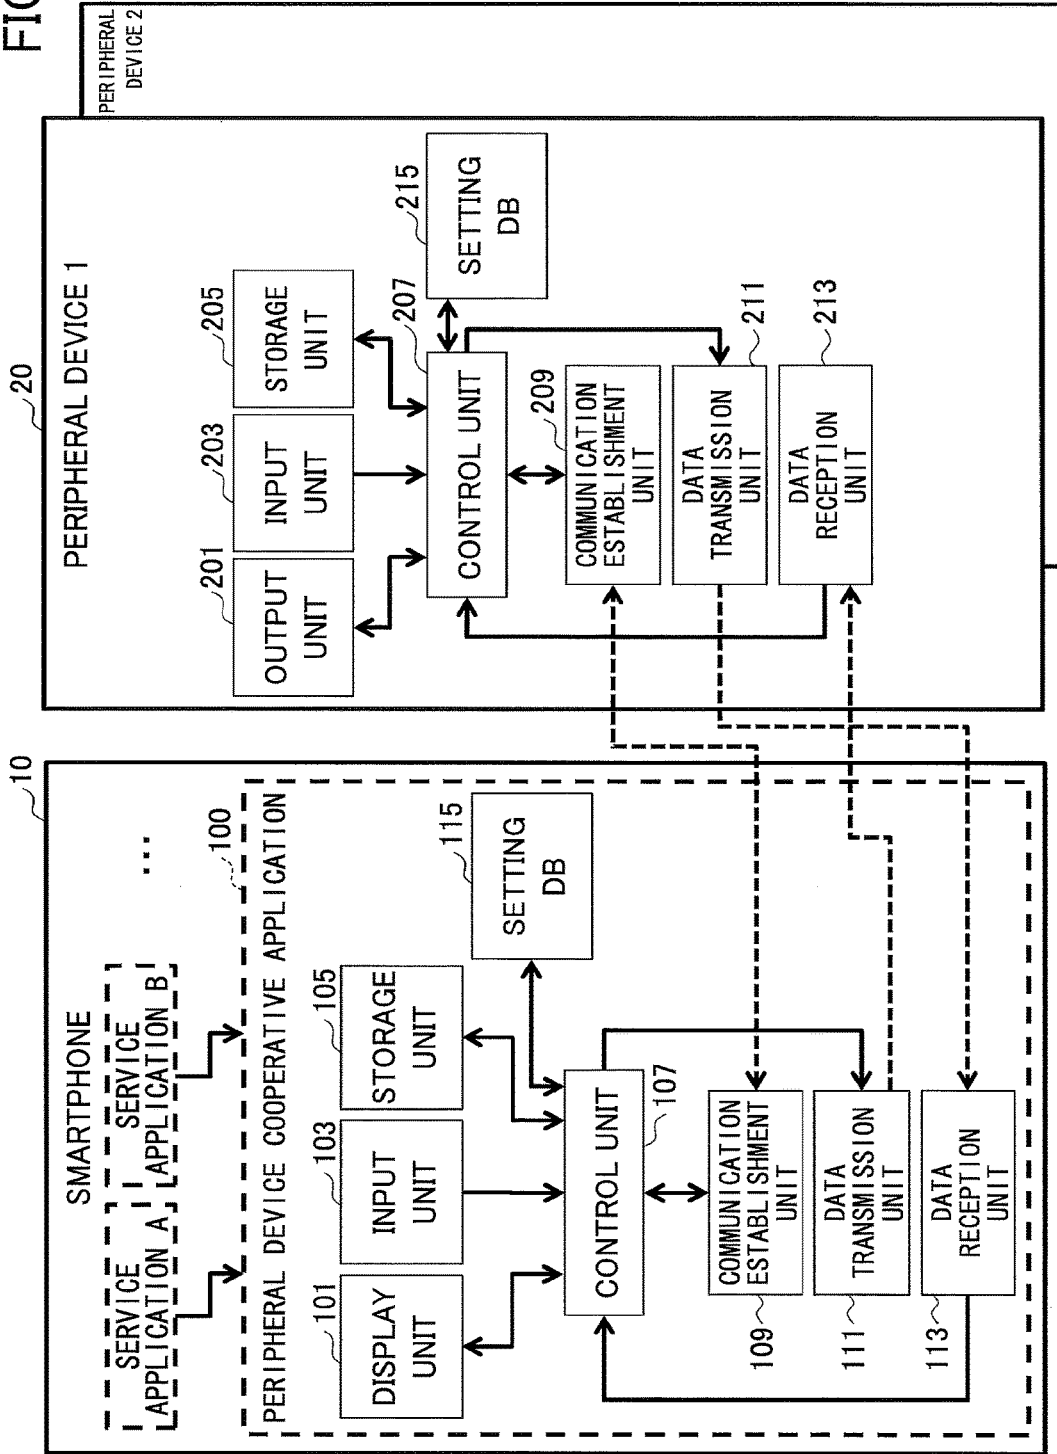 FIG
10
SMARTPHONE
SERVICE
APPLICATION A
SERVICE
APPLICATION B
...
100
PERIPHERAL DEVICE COOPERATIVE APPLICATION
101
DISPLAY
UNIT
103
INPUT
UNIT
105
STORAGE
UNIT
115
SETTING
DB
CONTROL UNIT
107
109
COMMUNICATION
ESTABLISHMENT
UNIT
111
DATA
TRANSMISSION
UNIT
113
DATA
RECEPTION
UNIT
20
PERIPHERAL DEVICE 1
201
OUTPUT
UNIT
203
INPUT
UNIT
205
STORAGE
UNIT
207
CONTROL UNIT
215
SETTING
DB
209
COMMUNICATION
ESTABLISHMENT
UNIT
DATA
TRANSMISSION
UNIT
211
DATA
RECEPTION
UNIT
213
PERIPHERAL
DEVICE 2